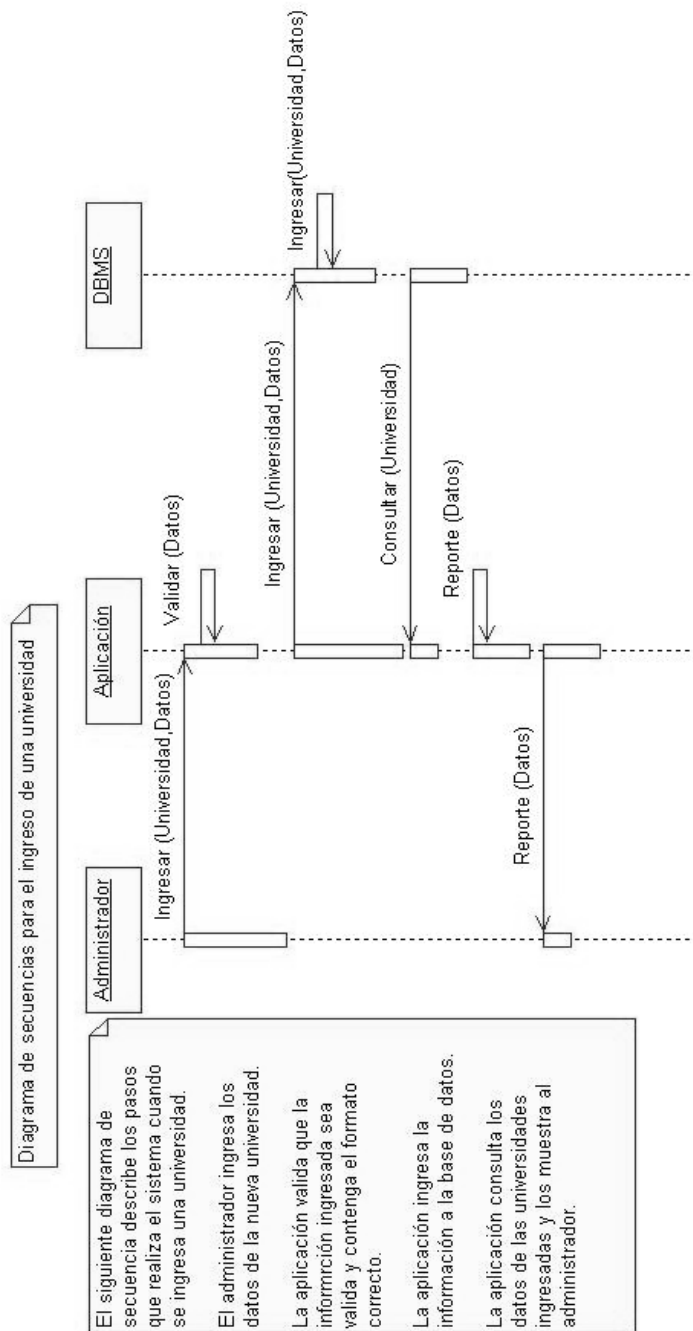 Diagrama de secuencias para el ingreso de una universidad
El siguiente diagrama de
secuencia describe los pasos
que realiza el sistema cuando
se ingresa una universidad.
El administrador ingresa los
datos de la nueva universidad.
La aplicación valida que la
informrción ingresada sea
valida y contenga el formato
correcto.
La aplicación ingresa la
información a la base de datos.
La aplicación consulta los
datos de las universidades
ingresadas y los muestra al
administrador.
Administrador
Aplicación
DBMS
Ingresar (Universidad,Datos)
Validar (Datos)
Ingresar (Universidad,Datos)
Ingresar(Universidad,Datos)
Consultar (Universidad)
Reporte (Datos)
Reporte (Datos)